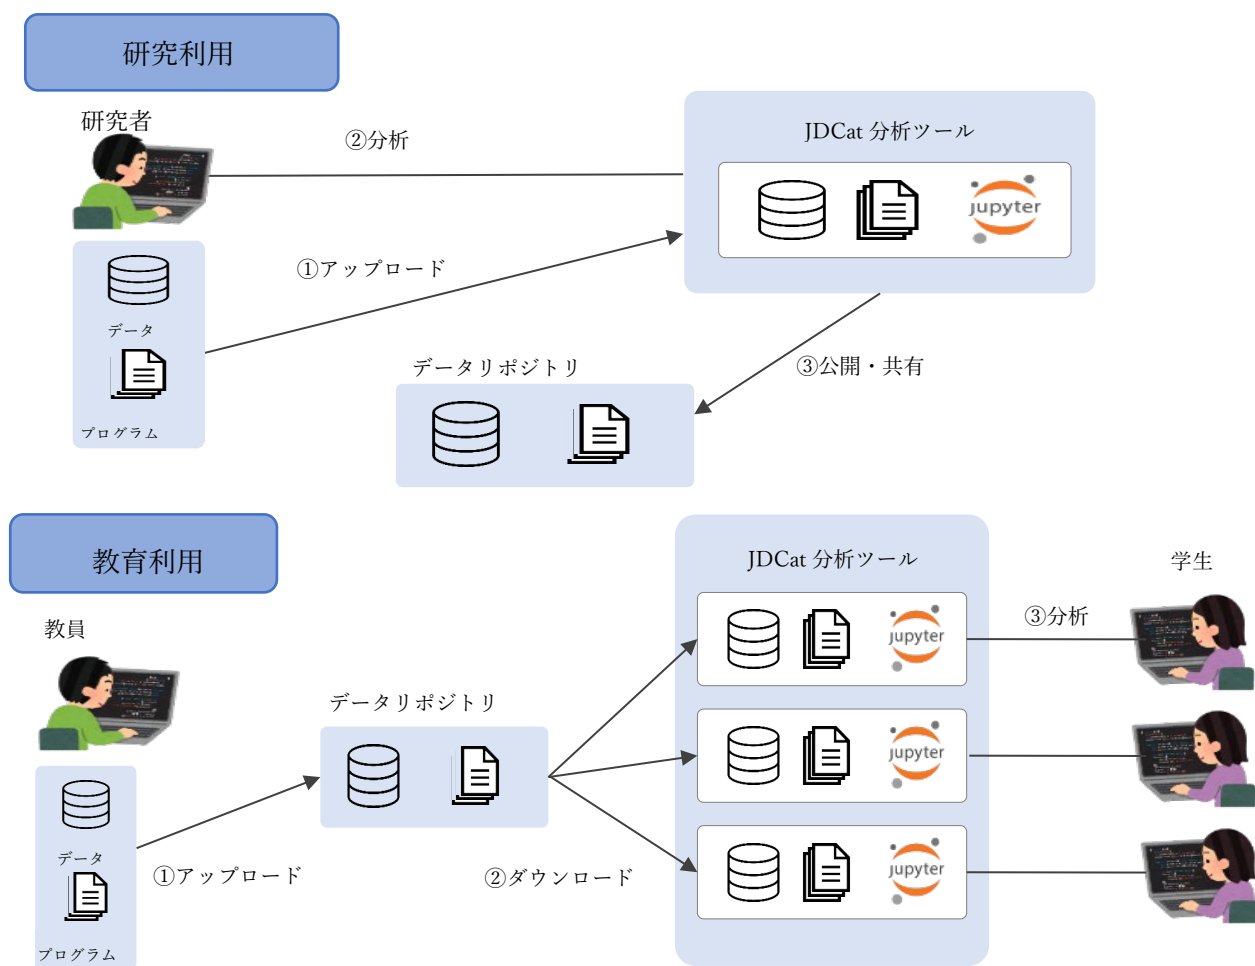 研究利用
研究者
②分析
JDCat 分析ツール
jupyter
①アップロード
データ
プログラム
データリポジトリ
③公開・共有
教育利用
教員
JDCat 分析ツール
学生
jupyter
③分析
データリポジトリ
jupyter
データ
①アップロード
②ダウンロード
jupyter
プログラム